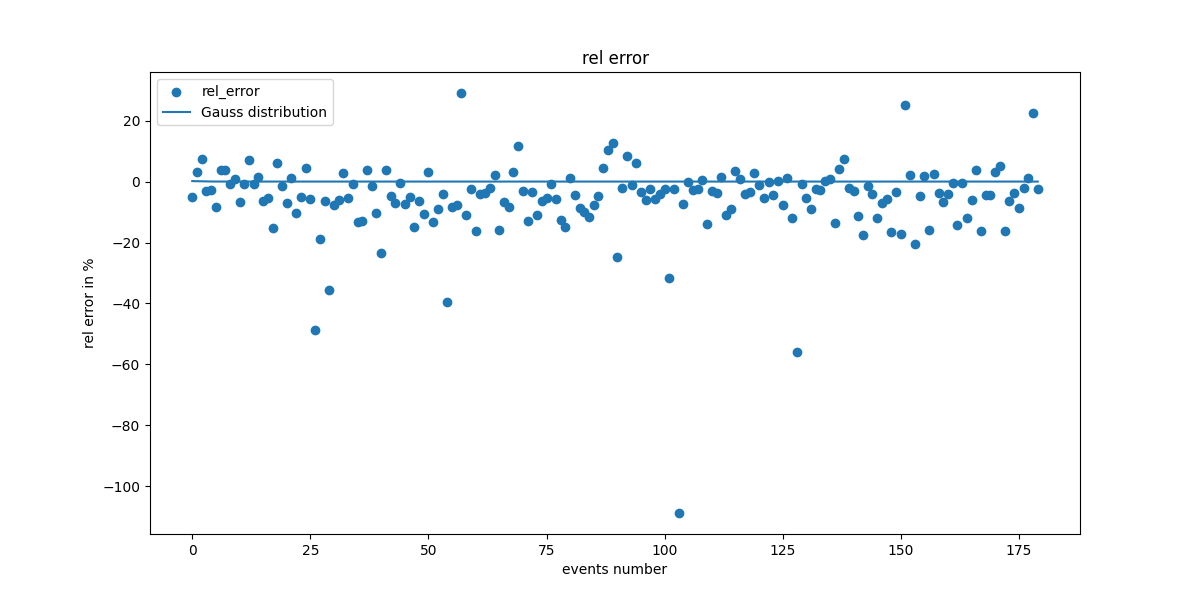 rel error
rel_error
Gauss distribution
20
0
−20
−40
−60
−80
−100
rel error in %
0 25 50 75 100 125 150 175
events number